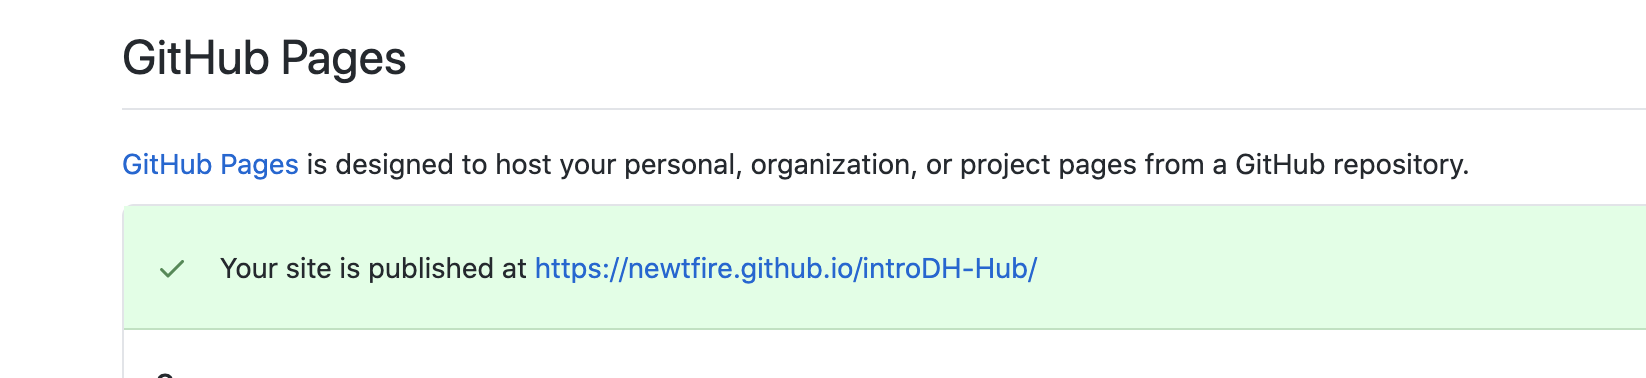 GitHub Pages
GitHub Pages is designed to host your personal, organization, or project pages from a GitHub repository.
Your site is published at https://newtfire.github.io/introDH-Hub/